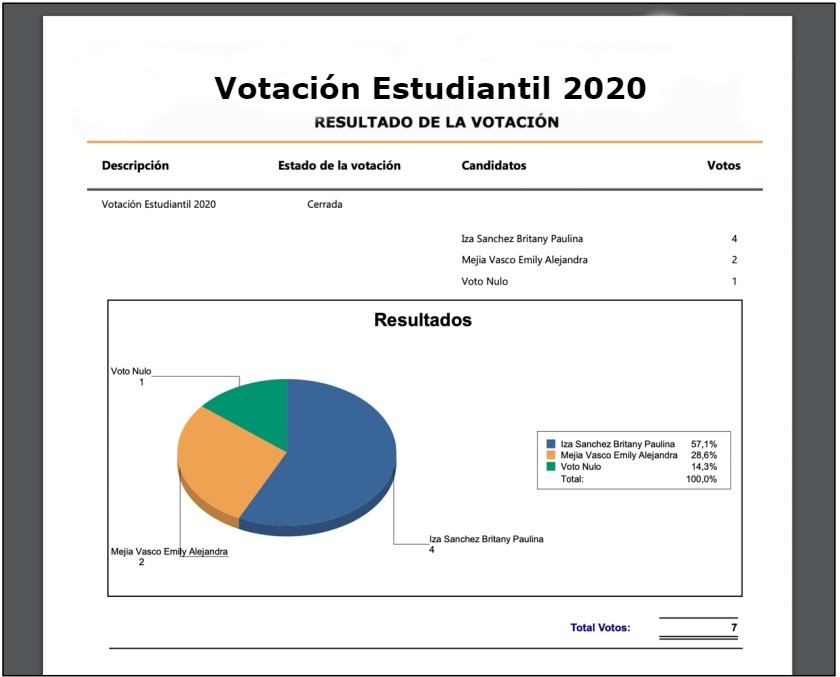 Votación Estudiantil 2020
RESULTADO DE LA VOTACIÓN
Descripción Estado de la votación Candidatos Votos
Votación Estudiantil 2020 Cerrada
Iza Sanchez Britany Paulina 4
Mejia Vasco Emily Alejandra 2
Voto Nulo 1
Resultados
Voto Nulo
1
Iza Sanchez Britany Paulina 57,1%
Mejia Vasco Emily Alejandra 28,6%
Voto Nulo 14,3%
Total: 100,0%
Iza Sanchez Britany Paulina
4
Mejia Vasco Emily Alejandra
2
Total Votos: 7